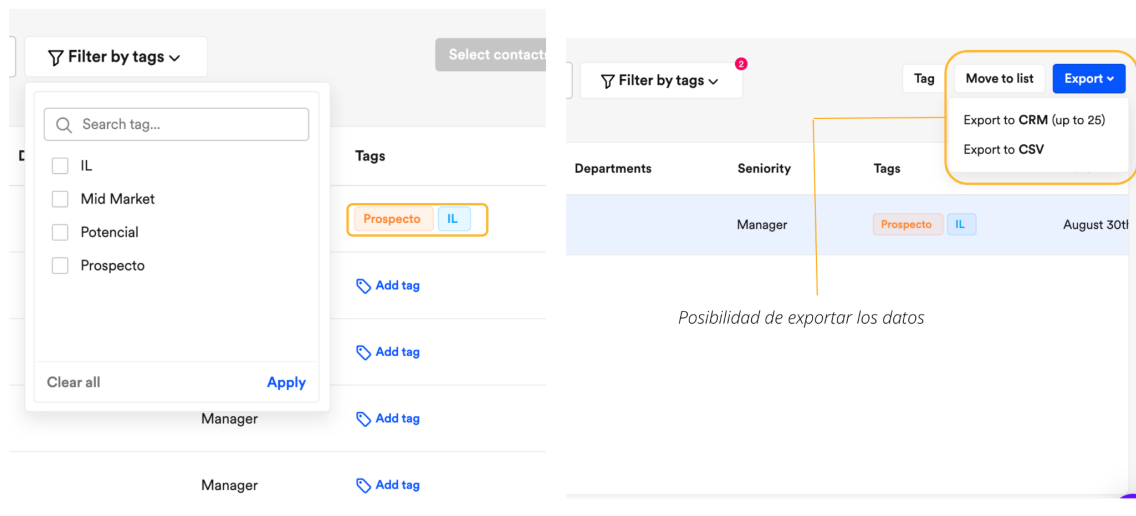 Filter by tags
Select contacts
Search tag...
IL
Mid Market
Potencial
Prospecto
Clear all
Apply
Tags
Prospecto IL
Add tag
Add tag
Manager Add tag
Manager Add tag
Filter by tags 2
Tag Move to list Export
Export to CRM (up to 25)
Export to CSV
Departments Seniority Tags
Manager Prospecto IL August 30th
Posibilidad de exportar los datos